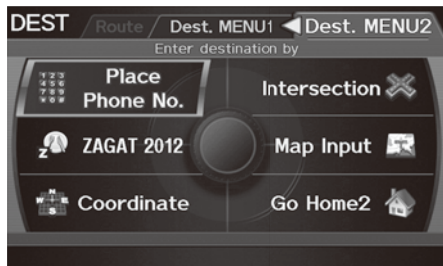 DEST Route Dest. MENU1 Dest. MENU2
Enter destination by
Place
Phone No.
Intersection
ZAGAT 2012
Map Input
Coordinate
Go Home2